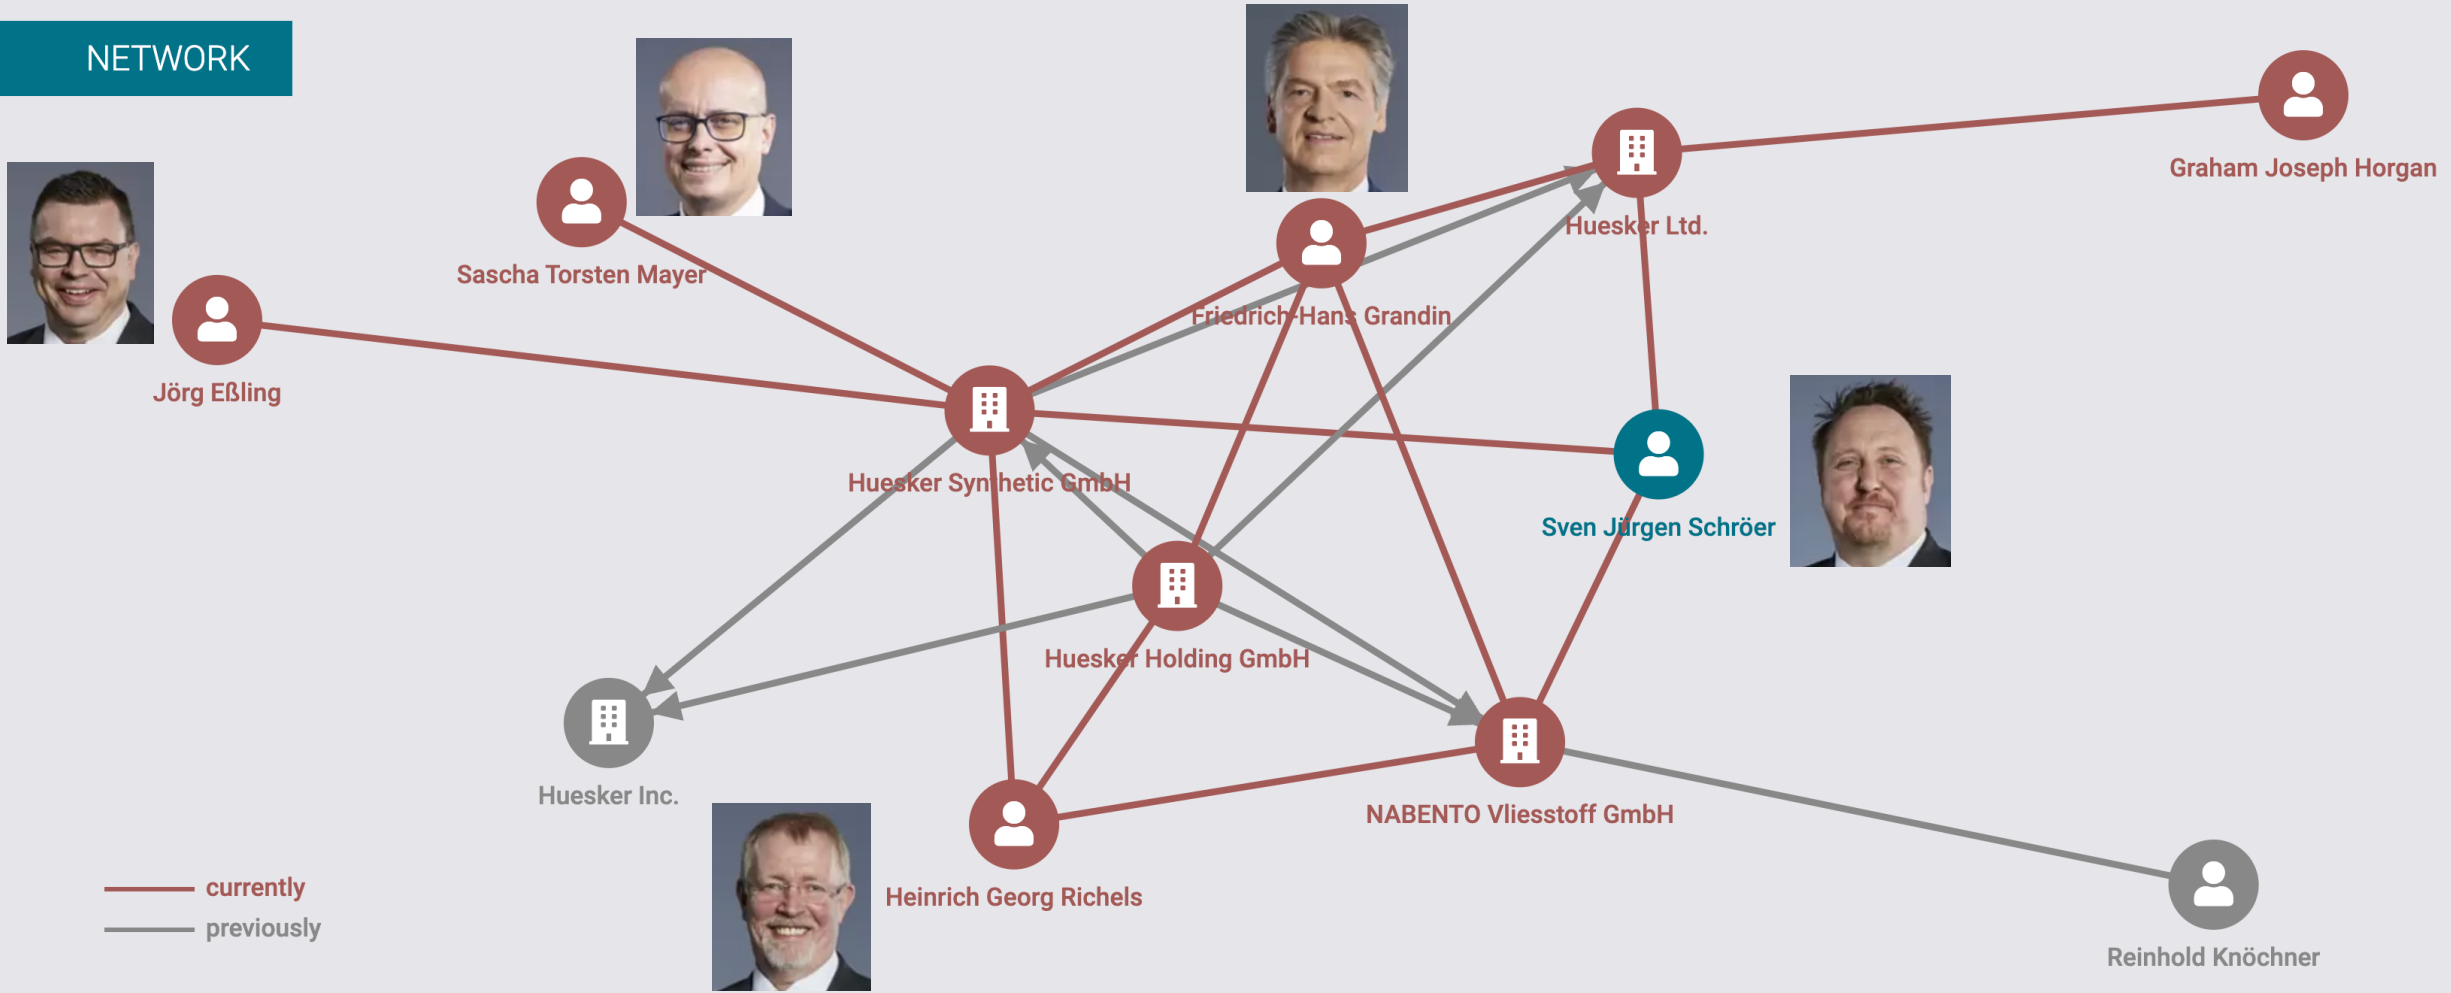 NETWORK
Graham Joseph Horgan
Huesker Ltd.
Sascha Torsten Mayer
Friedrich-Hans Grandin
Jörg Eßling
Huesker Synthetic GmbH
Sven Jürgen Schröer
Huesker Holding GmbH
Huesker Inc.
NABENTO Vliesstoff GmbH
Heinrich Georg Richels
currently
previously
Reinhold Knöchner